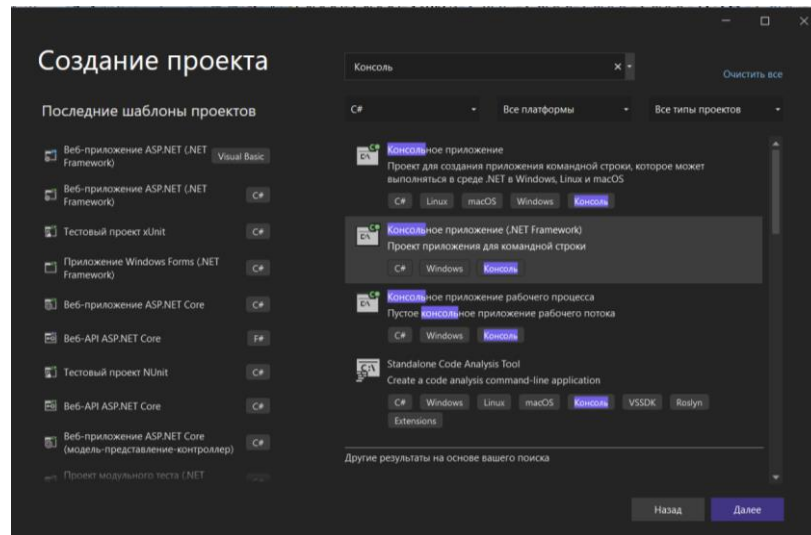 Создание проекта
Последние шаблоны проектов
Веб-приложение ASP.NET (.NET Framework)
Visual Basic
Веб-приложение ASP.NET (.NET Framework)
C#
Тестовый проект xUnit
C#
Приложение Windows Forms (.NET Framework)
C#
Веб-приложение ASP.NET Core
C#
Веб-API ASP.NET Core
F#
Тестовый проект NUnit
C#
Веб-API ASP.NET Core
C#
Веб-приложение ASP.NET Core
(модель-представление-контроллер)
C#
Проект модульного теста (.NET
Консоль
Очистить все
C#
Все платформы
Все типы проектов
Консольное приложение
Проект для создания приложения командной строки, которое может
выполняться в среде .NET в Windows, Linux и macOS
C# Linux macOS Windows Консоль
Консольное приложение (.NET Framework)
Проект приложения для командной строки
C# Windows Консоль
Консольное приложение рабочего процесса
Пустое консольное приложение рабочего потока
C# Windows Консоль
Standalone Code Analysis Tool
Create a code analysis command-line application
C# Windows Linux macOS Консоль VSSDK Roslyn
Extensions
Другие результаты на основе вашего поиска
Назад
Далее